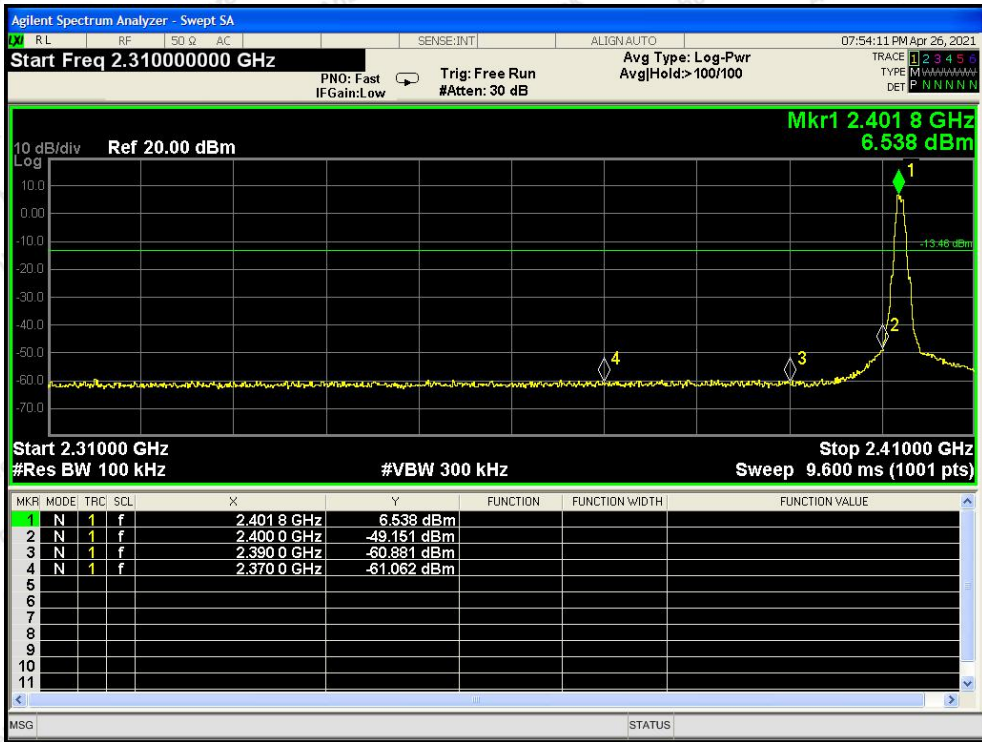 Agilent Spectrum Analyzer - Swept SA
LXI RL RF 50 Ω AC SENSE:INT ALIGN AUTO 07:54:11 PM Apr 26, 2021
Start Freq 2.310000000 GHz
PNO: Fast
IFGain:Low
Trig: Free Run
#Atten: 30 dB
Avg Type: Log-Pwr
Avg|Hold:>100/100
TRACE 1 2 3 4 5 6
TYPE M
DET P N N N N N
Mkr1 2.401 8 GHz
6.538 dBm
10 dB/div Ref 20.00 dBm
Log
1
10.0
0.00
-10.0
-13.46 dBm
-20.0
-30.0
-40.0
2
-50.0
4 3
-60.0
-70.0
Start 2.31000 GHz Stop 2.41000 GHz
#Res BW 100 kHz #VBW 300 kHz Sweep 9.600 ms (1001 pts)
MKR MODE TRC SCL X Y FUNCTION FUNCTION WIDTH FUNCTION VALUE
1 N 1 f 2.401 8 GHz 6.538 dBm
2 N 1 f 2.400 0 GHz -49.151 dBm
3 N 1 f 2.390 0 GHz -60.881 dBm
4 N 1 f 2.370 0 GHz -61.062 dBm
5
6
7
8
9
10
11
MSG STATUS